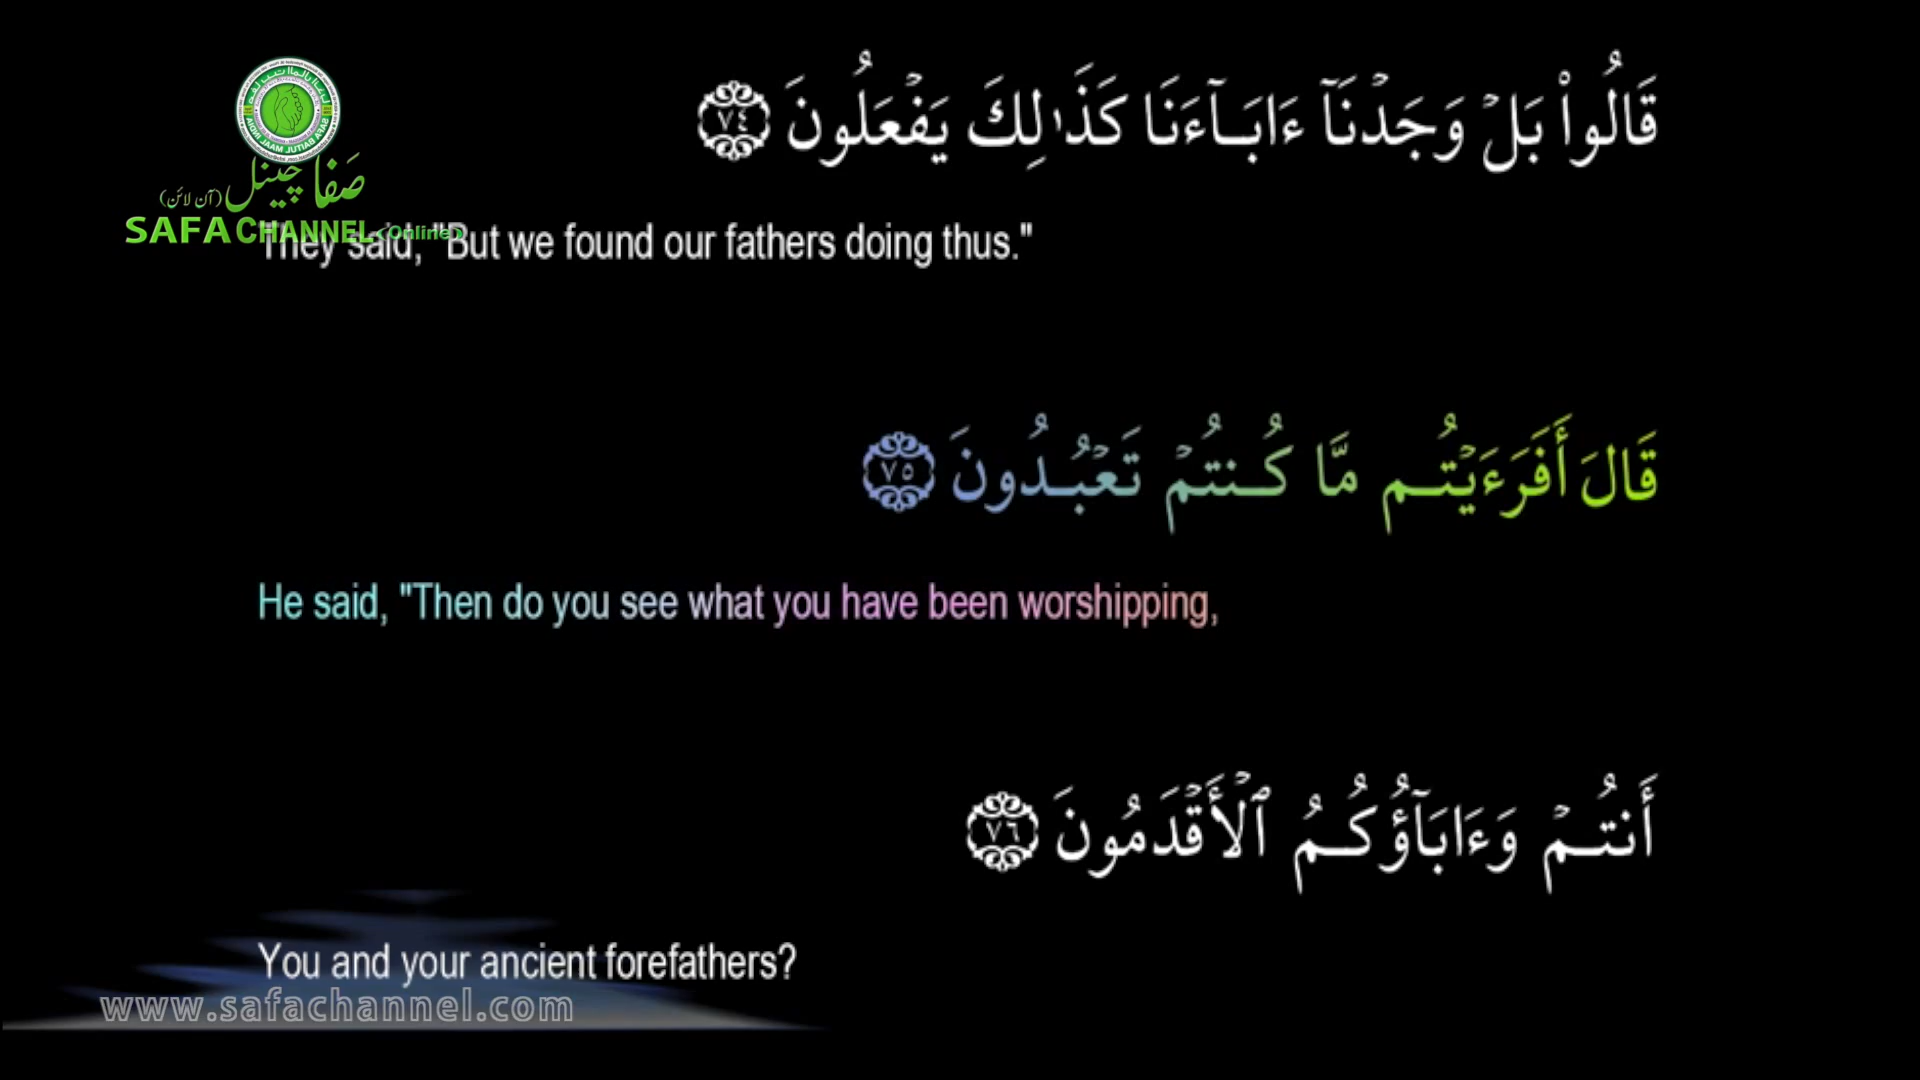 قَالُوا۟ بَلْ وَجَدْنَآ ءَابَآءَنَا كَذَٰلِكَ يَفْعَلُونَ ٧٤
صفا چینل
(آن لائن)
SAFA CHANNEL (Online)
They said, "But we found our fathers doing thus."
قَالَ أَفَرَءَيْتُم مَّا كُنتُمْ تَعْبُدُونَ ٧٥
He said, "Then do you see what you have been worshipping,
أَنتُمْ وَءَابَآؤُكُمُ ٱلْأَقْدَمُونَ ٧٦
You and your ancient forefathers?
www.safachannel.com